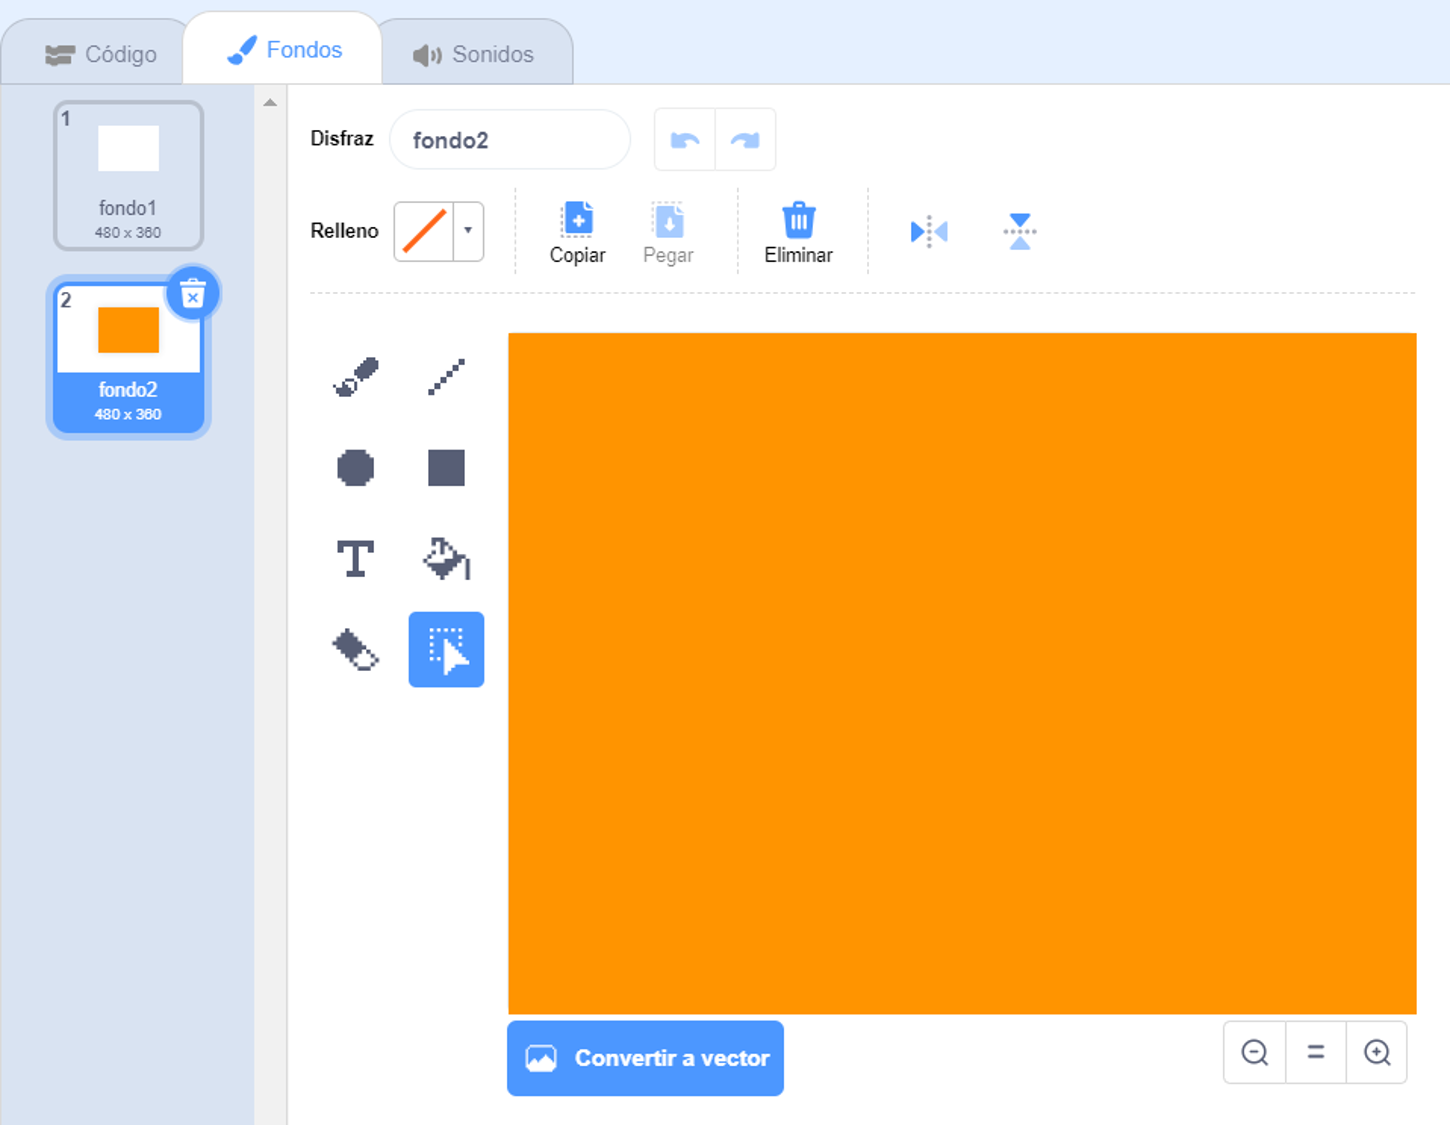 Código
Fondos
Sonidos
1
fondo1
480 x 360
2
fondo2
480 x 360
Disfraz
fondo2
Relleno
Copiar
Pegar
Eliminar
T
Convertir a vector